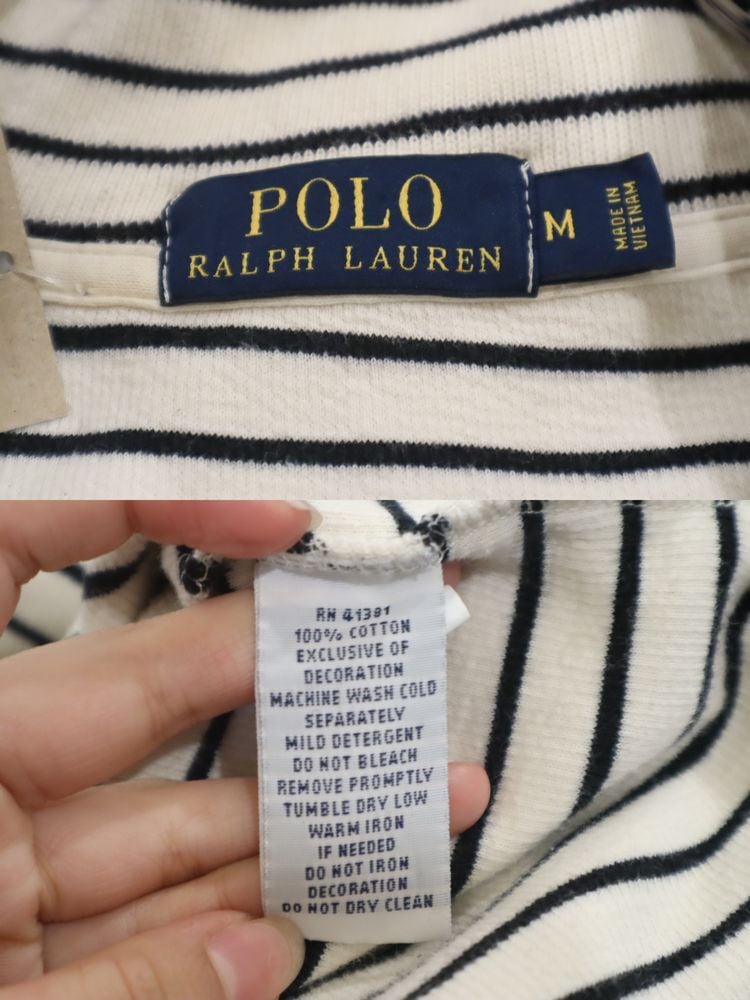 POLO
RALPH LAUREN
M
MADE IN
VIETNAM
RN 41381
100% COTTON
EXCLUSIVE OF
DECORATION
MACHINE WASH COLD
SEPARATELY
MILD DETERGENT
DO NOT BLEACH
REMOVE PROMPTLY
TUMBLE DRY LOW
WARM IRON
IF NEEDED
DO NOT IRON
DECORATION
DO NOT DRY CLEAN